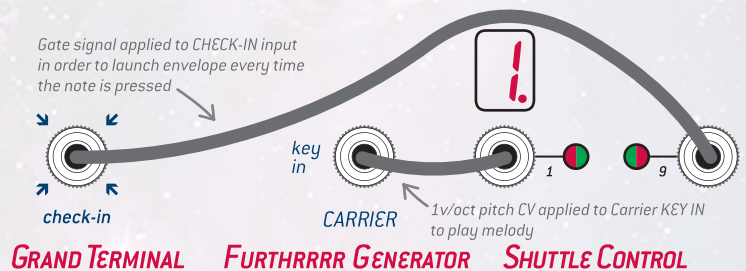 Gate signal applied to CHECK-IN input
in order to launch envelope every time
the note is pressed
1.
key
in
1
9
check-in
CARRIER
1v/oct pitch CV applied to Carrier KEY IN
to play melody
GRAND TERMINAL
FURTHRRRR GENERATOR
SHUTTLE CONTROL